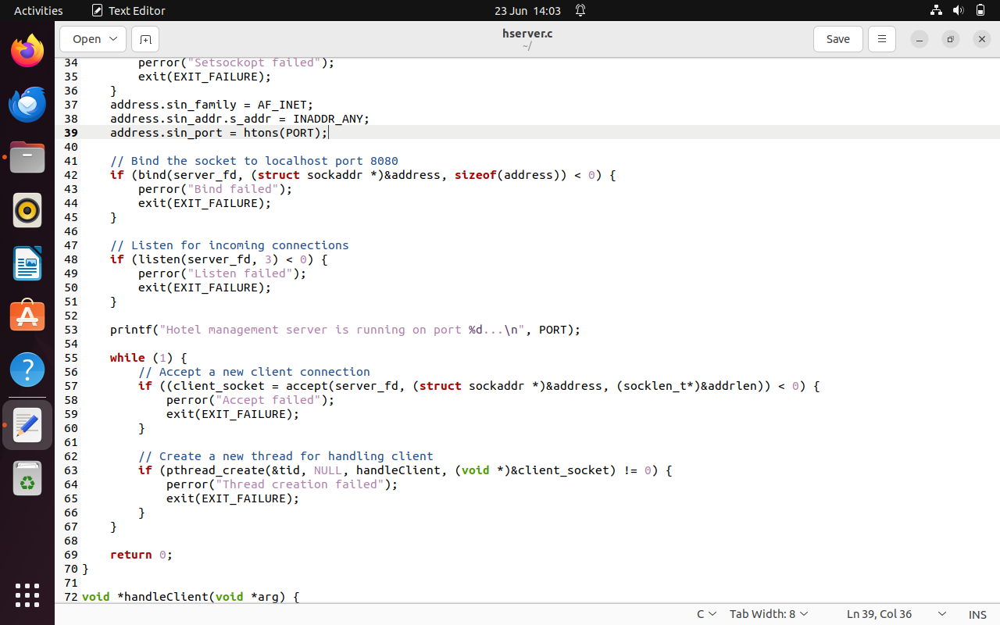 Activities
Text Editor
23 Jun 14:03
Open
hserver.c
~/
Save
34         perror("Setsockopt failed");
35         exit(EXIT_FAILURE);
36     }
37     address.sin_family = AF_INET;
38     address.sin_addr.s_addr = INADDR_ANY;
39     address.sin_port = htons(PORT);
40
41     // Bind the socket to localhost port 8080
42     if (bind(server_fd, (struct sockaddr *)&address, sizeof(address)) < 0) {
43         perror("Bind failed");
44         exit(EXIT_FAILURE);
45     }
46
47     // Listen for incoming connections
48     if (listen(server_fd, 3) < 0) {
49         perror("Listen failed");
50         exit(EXIT_FAILURE);
51     }
52
53     printf("Hotel management server is running on port %d...\n", PORT);
54
55     while (1) {
56         // Accept a new client connection
57         if ((client_socket = accept(server_fd, (struct sockaddr *)&address, (socklen_t*)&addrlen)) < 0) {
58             perror("Accept failed");
59             exit(EXIT_FAILURE);
60         }
61
62         // Create a new thread for handling client
63         if (pthread_create(&tid, NULL, handleClient, (void *)&client_socket) != 0) {
64             perror("Thread creation failed");
65             exit(EXIT_FAILURE);
66         }
67     }
68
69     return 0;
70 }
71
72 void *handleClient(void *arg) {
C
Tab Width: 8
Ln 39, Col 36
INS